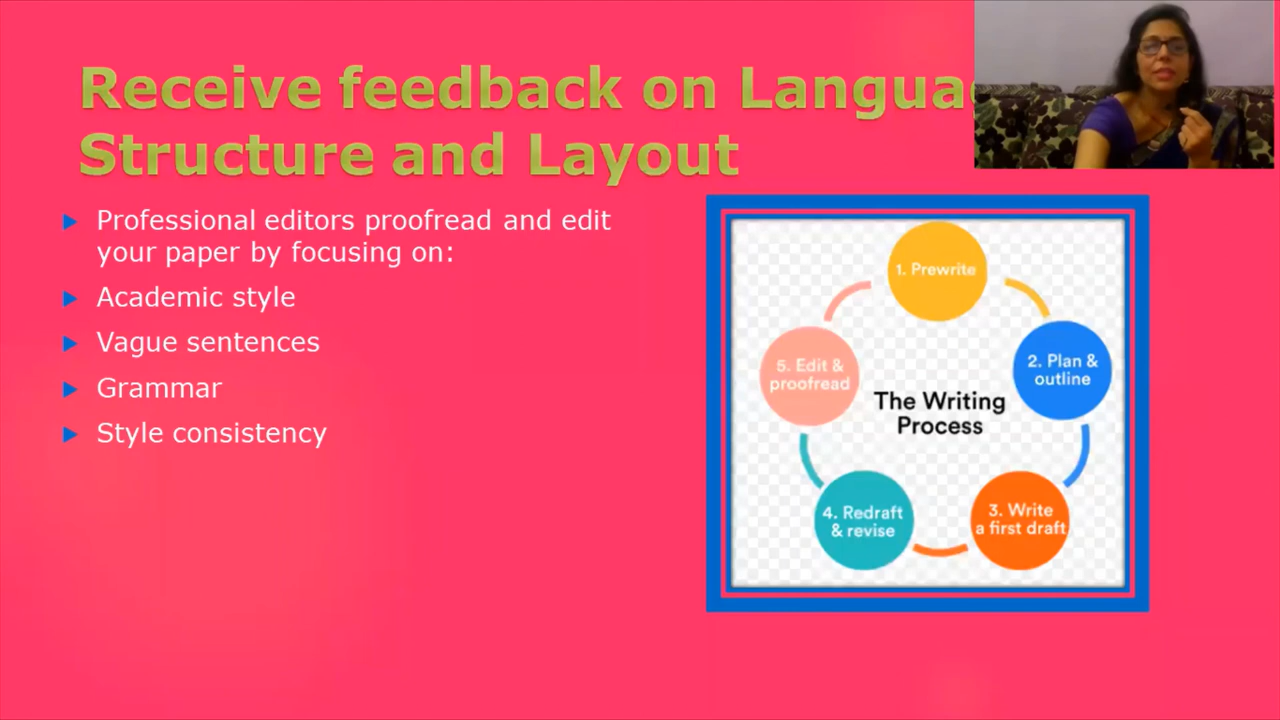 Receive feedback on
Structure and Layout
Professional editors proofread and edit
your paper by focusing on:
Academic style
Vague sentences
Grammar
Style consistency
1. Prewrite
2. Plan &
outline
3. Write
a first draft
4. Redraft
& revise
5. Edit &
proofread
The Writing
Process